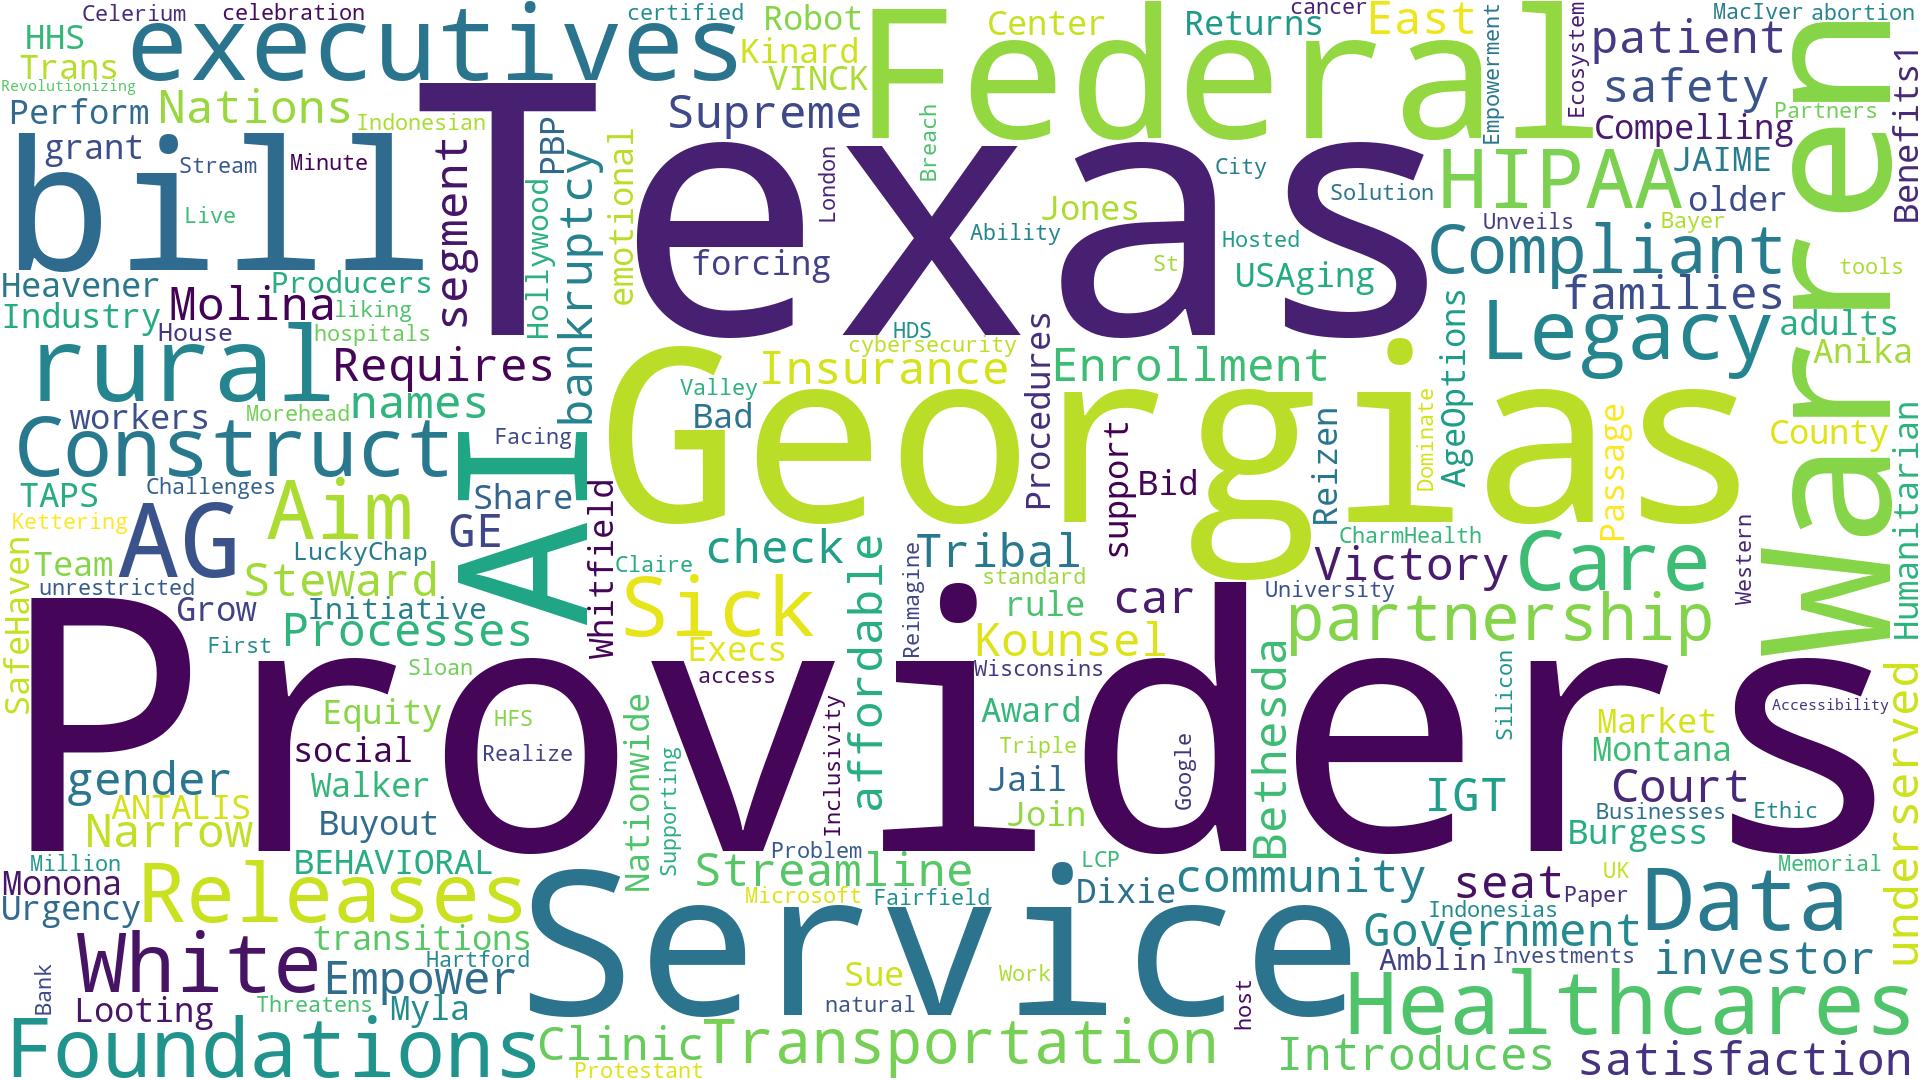 Celerium
celebration
certified
Robot
Center
Returns
cancer
East
MacIver
abortion
HHS
executives
Kinard
Federal
Empowerment
Ecosystem
patient
Trans
VINCK
safety
Warren
Benefits1
Revolutionizing
Perform
Nations
Indonesian
Texas
Supreme
Breach
Partners
Compelling
grant
Stream
Minute
bill
segment
PBP
bankruptcy
emotional
London
City
HIPAA
JAIME
Solution
older
Live
Hollywood
Jones
Ability
Hosted
Unveils
Bayer
forcing
St
USAging
Compliant
tools
Heavener
Producers
Molina
families
Industry
liking
House
hospitals
HDS
cybersecurity
Procedures
AgeOptions
Legacy
adults
rural
Requires
Georgias
Insurance
Enrollment
Anika
names
Valley
workers
Morehead
Bad
Reizen
Dominate
Passage
County
Humanitarian
Construct
AI
Facing
support
Bid
TAPS
Challenges
Aim
Share
Whitfield
Kettering
AG
GE
check
affordable
Tribal
CharmHealth
Western
SafeHaven
Team
LuckyChap
Claire
Reimagine
Victory
Care
unrestricted
Steward
Sick
standard
University
Grow
Initiative
rule
car
partnership
Processes
First
Execs
Kounsel
Bethesda
Providers
Sloan
access
Wisconsins
Silicon
underserved
Equity
HFS
Nationwide
Inclusivity
Award
Market
Accessibility
social
Realize
Supporting
Triple
Google
Montana
gender
Walker
Jail
IGT
Court
ANTALIS
Join
Businesses
Ethic
Narrow
Buyout
Burgess
Million
BEHAVIORAL
Problem
LCP
Memorial
Monona
Streamline
community
UK
Urgency
Releases
Service
Microsoft
Fairfield
Dixie
seat
Paper
Data
Indonesias
White
transitions
Government
Hartford
Amblin
Investments
investor
Bank
Empower
Sue
Work
Looting
Threatens
Myla
natural
host
Healthcares
Foundations
Clinic
Transportation
Introduces
satisfaction
Protestant